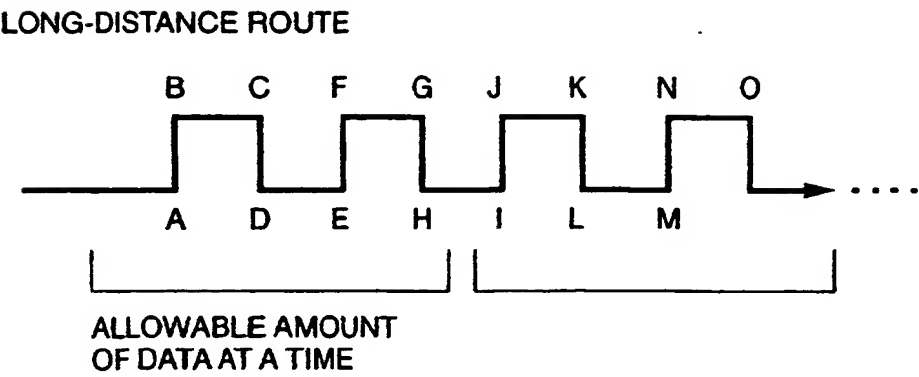 LONG-DISTANCE ROUTE
B C F G J K N O
A D E H I L M
ALLOWABLE AMOUNT
OF DATA AT A TIME